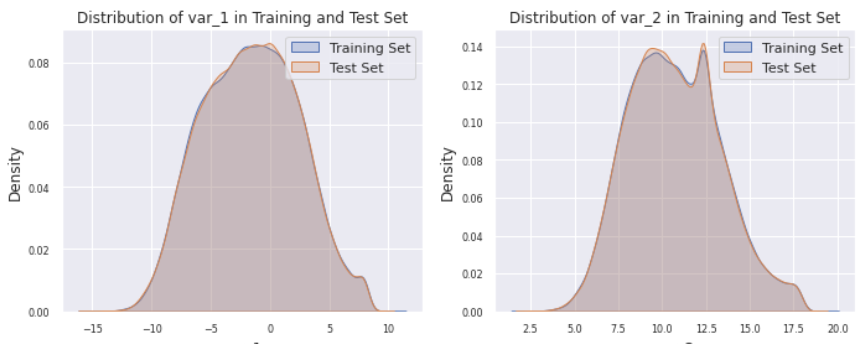 Distribution of var_1 in Training and Test Set
Training Set
Test Set
0.08
0.06
0.04
0.02
0.00
Density
−15 −10 −5 0 5 10
Distribution of var_2 in Training and Test Set
Training Set
Test Set
0.14
0.12
0.10
0.08
0.06
0.04
0.02
0.00
Density
2.5 5.0 7.5 10.0 12.5 15.0 17.5 20.0